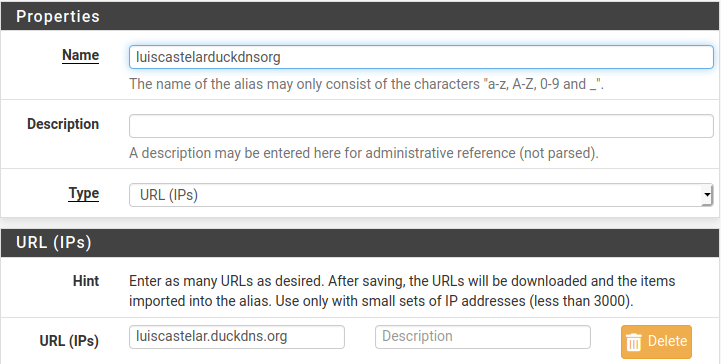 Properties
Name
luiscastelarduckdnsorg
The name of the alias may only consist of the characters "a-z, A-Z, 0-9 and _".
Description
A description may be entered here for administrative reference (not parsed).
Type
URL (IPs)
URL (IPs)
Hint
Enter as many URLs as desired. After saving, the URLs will be downloaded and the items
imported into the alias. Use only with small sets of IP addresses (less than 3000).
URL (IPs)
luiscastelar.duckdns.org
Description
Delete